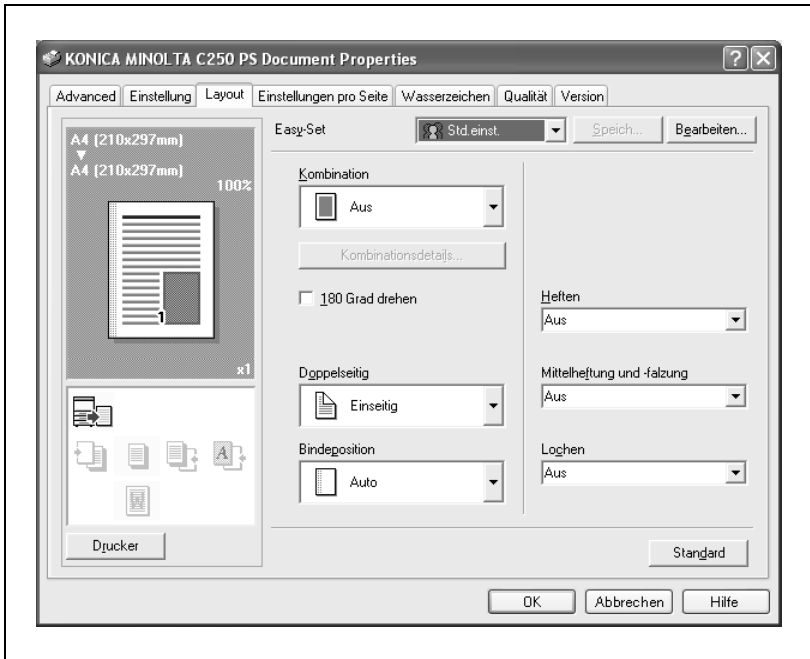 KONICA MINOLTA C250 PS Document Properties
Advanced Einstellung Layout Einstellungen pro Seite Wasserzeichen Qualität Version
A4 (210x297mm)
A4 (210x297mm)
100%
1
x1
Drucker
Easy-Set Std.einst. Speich... Bearbeiten...
Kombination
Aus
Kombinationsdetails...
180 Grad drehen
Doppelseitig
Einseitig
Bindeposition
Auto
Heften
Aus
Mittelheftung und -falzung
Aus
Lochen
Aus
Standard
OK Abbrechen Hilfe